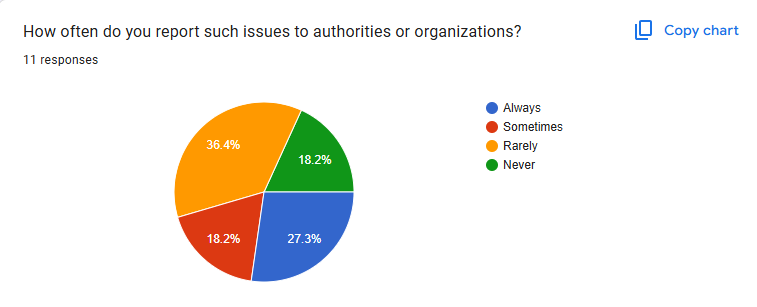 How often do you report such issues to authorities or organizations?
Copy chart
11 responses
Always
Sometimes
Rarely
Never
36.4%
18.2%
18.2%
27.3%